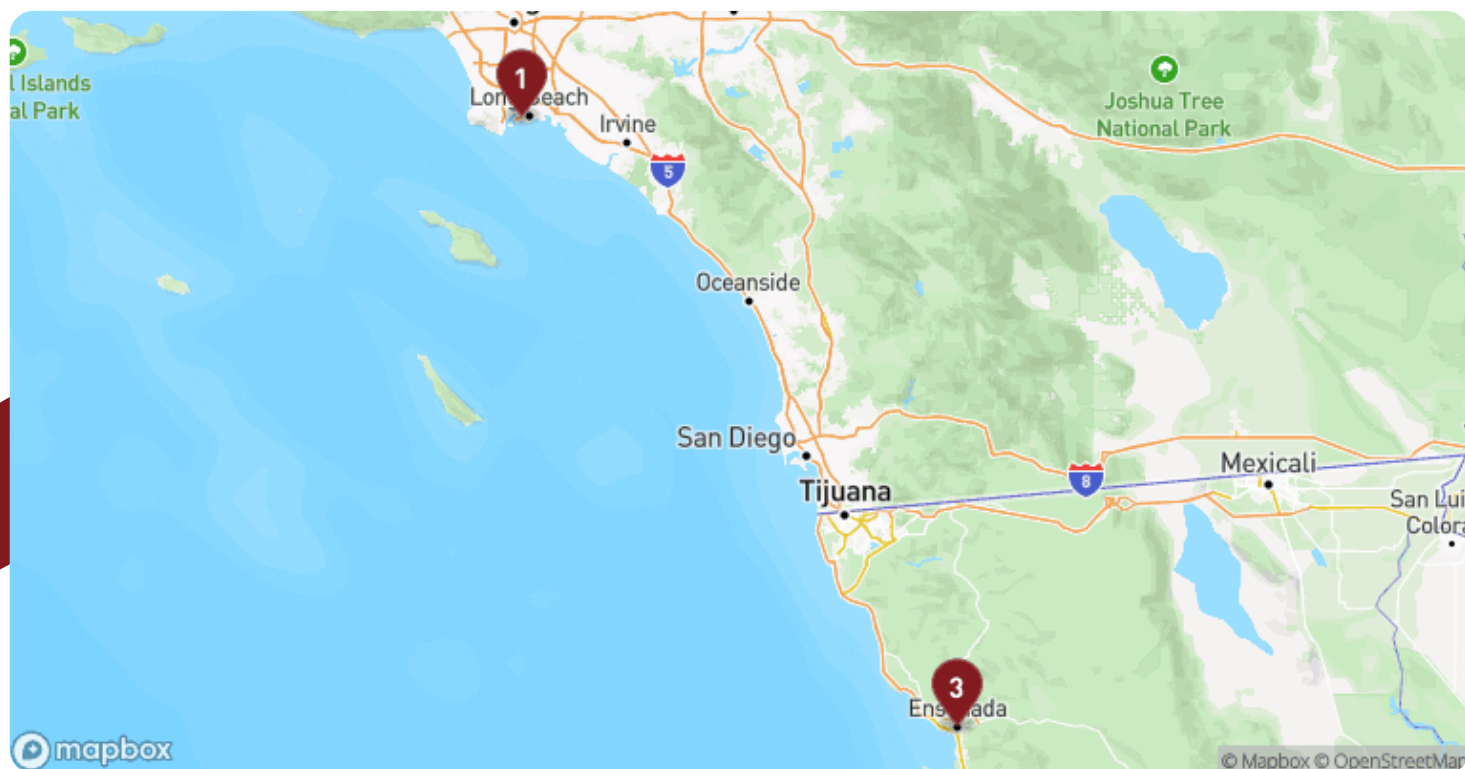 l Islands
al Park
1
Long Beach
Irvine
5
Joshua Tree
National Park
Oceanside
San Diego
Tijuana
8
Mexicali
San Lui
Colora
3
Ensenada
mapbox
© Mapbox © OpenStreetMap